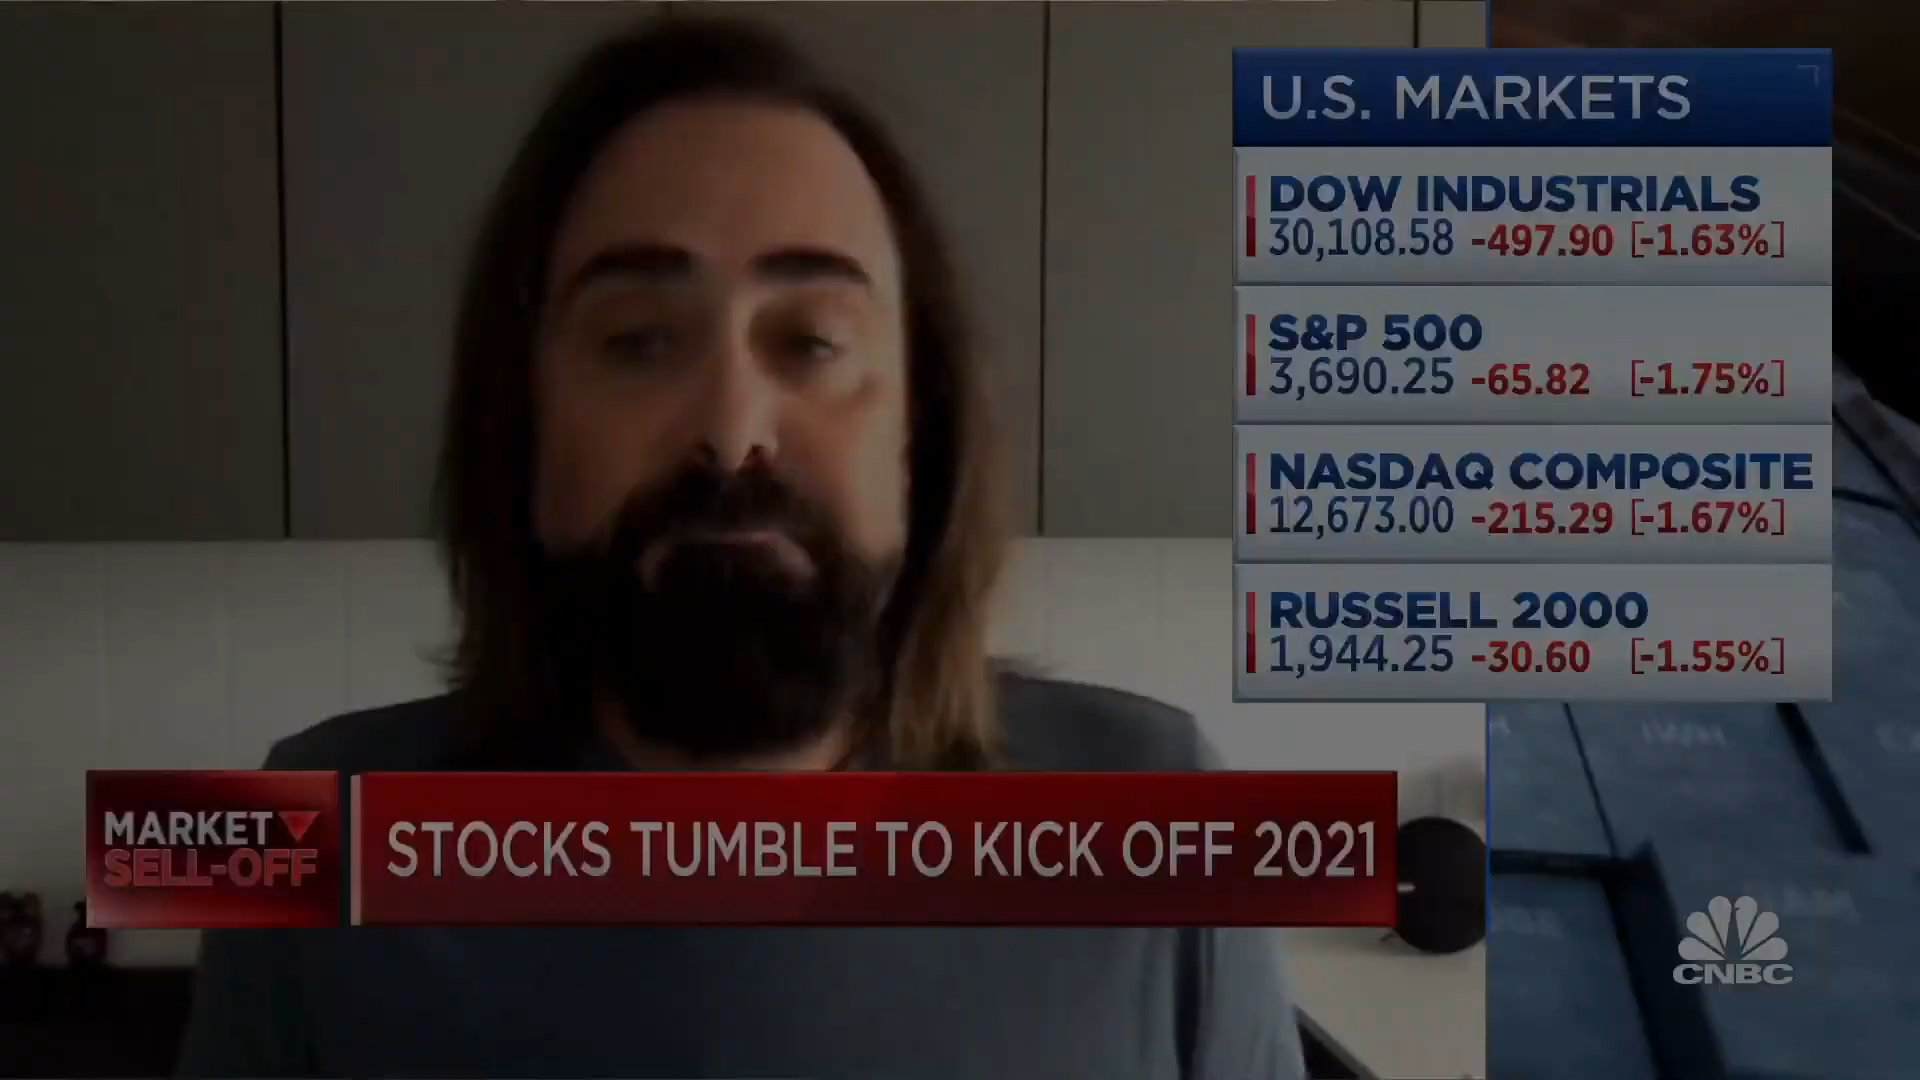 U.S. MARKETS
DOW INDUSTRIALS
30,108.58 -497.90 [-1.63%]
S&P 500
3,690.25 -65.82 [-1.75%]
NASDAQ COMPOSITE
12,673.00 -215.29 [-1.67%]
RUSSELL 2000
1,944.25 -30.60 [-1.55%]
MARKET
SELL-OFF
STOCKS TUMBLE TO KICK OFF 2021
CNBC